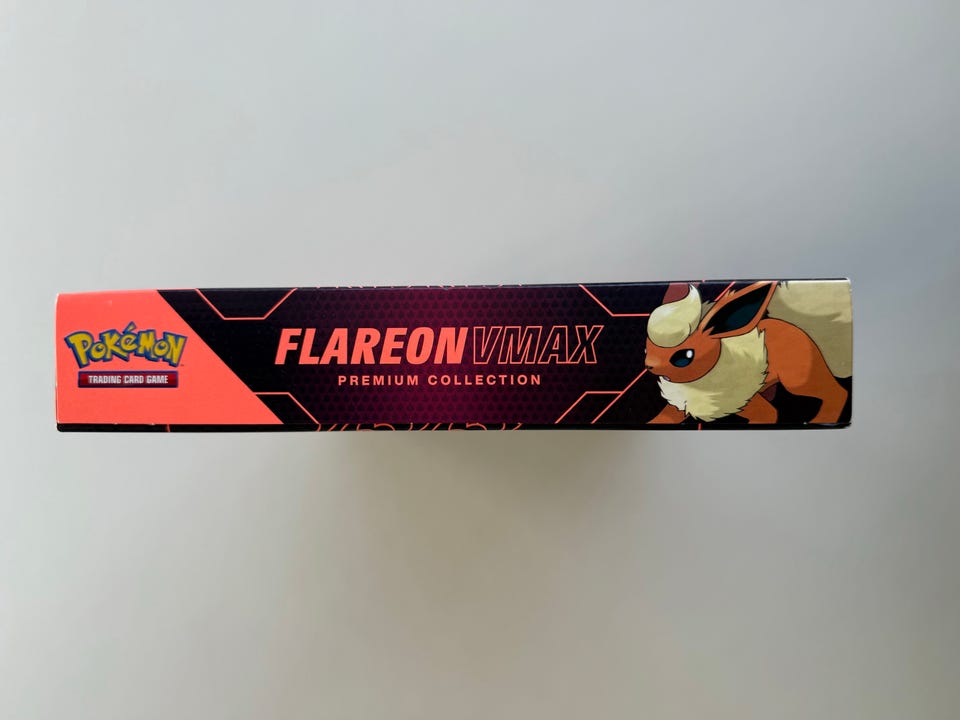 Pokémon
TRADING CARD GAME
FLAREON VMAX
PREMIUM COLLECTION